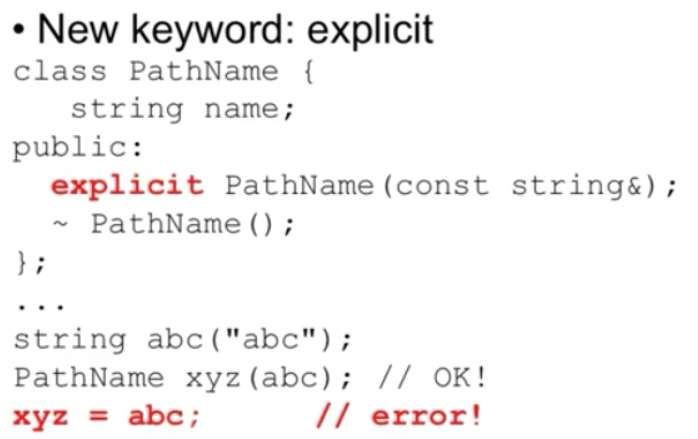 • New keyword: explicit
class PathName {
   string name;
public:
  explicit PathName(const string&);
  ~ PathName();
};
...
string abc("abc");
PathName xyz(abc); // OK!
xyz = abc;      // error!